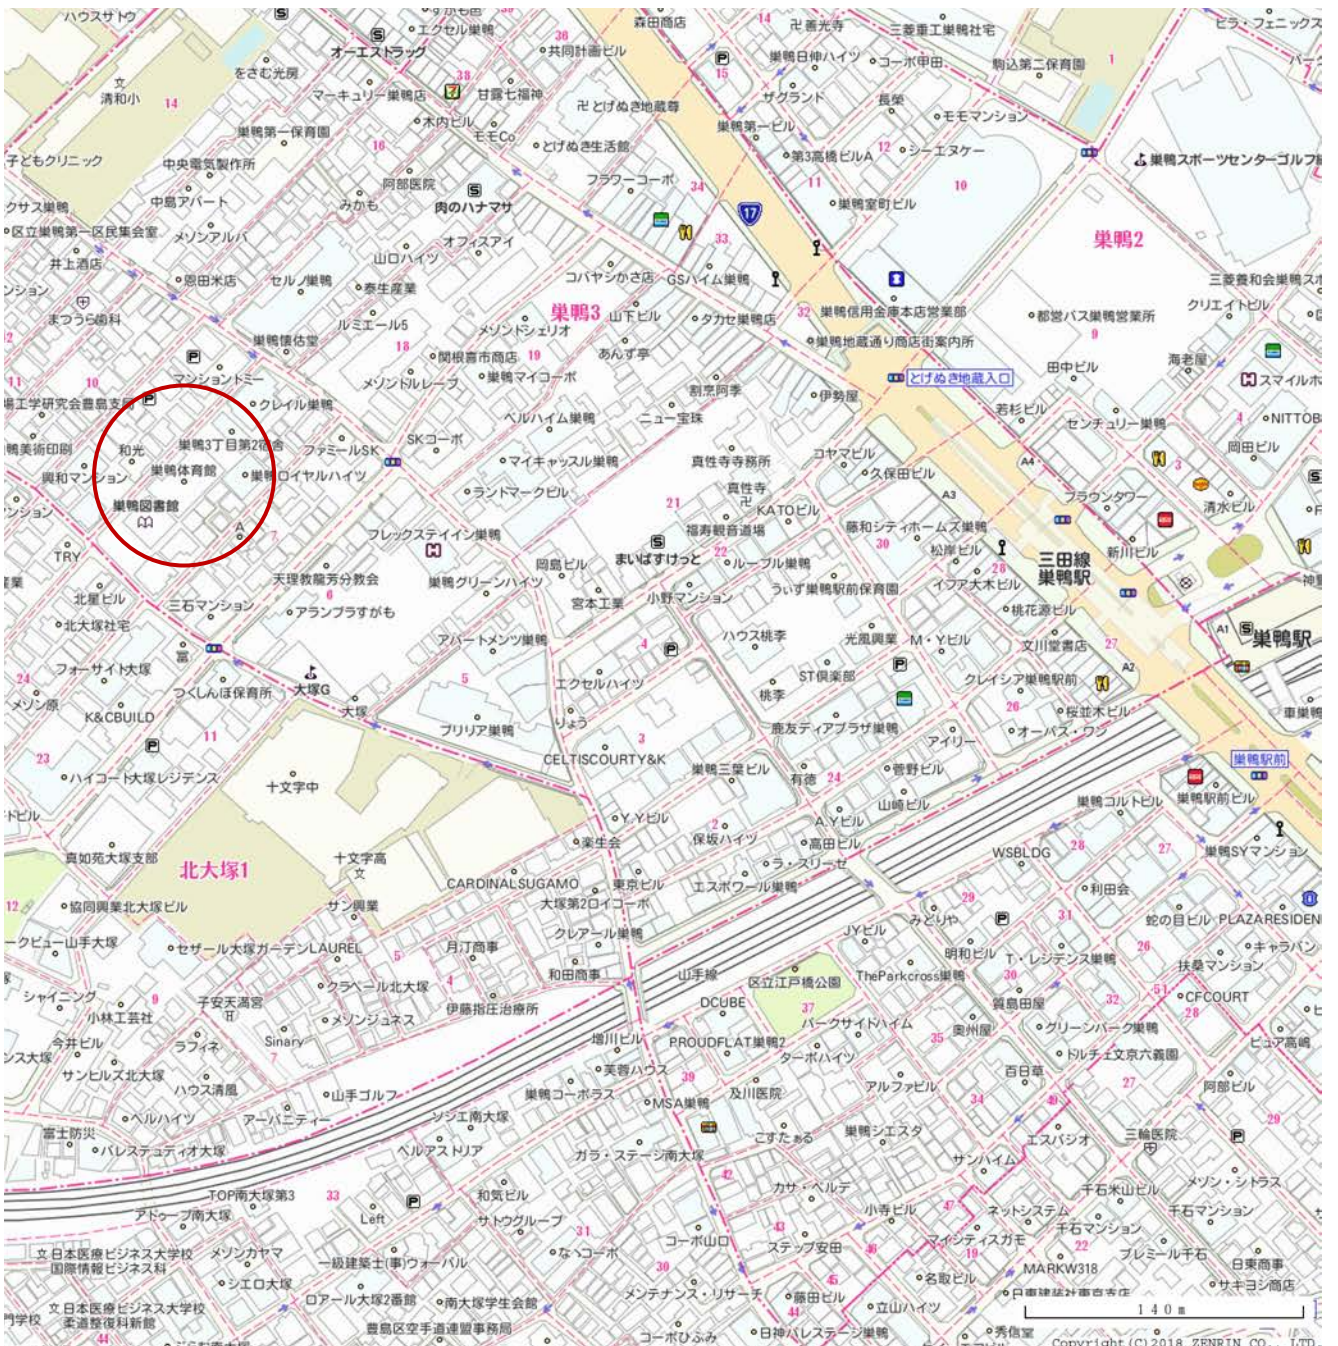 ハウスサトウ
エクセル巣鴨
森田商店
善光寺
三菱重工巣鴨社宅
ビラ・フェニックス
オーエストラッグ
共同計画ビル
巣鴨日伸ハイツ
コーポ甲田
駒込第二保育園
をさむ光房
清和小
14
マーキュリー巣鴨店
38
甘露七福神
とげぬき地蔵尊
ザグランド
長榮
モモマンション
巣鴨第一保育園
木内ビル
モモCo
巣鴨第一ビル
子どもクリニック
中央電気製作所
とげぬき生活館
第3高橋ビルA
シーエヌケー
巣鴨スポーツセンターゴルフ
中島アパート
阿部医院
フラワーコーポ
みかも
肉のハナマサ
巣鴨室町ビル
クサス巣鴨
区立巣鴨第一区民集会室
メゾンアルバ
オフィスアイ
17
巣鴨2
井上酒店
山口ハイツ
恩田米店
セルノ巣鴨
泰生産業
コバヤシかさ店
GSハイム巣鴨
三菱養和会巣鴨スポ
まつうら歯科
ルミエール5
巣鴨3
山下ビル
タカセ巣鴨店
巣鴨信用金庫本店営業部
都営バス巣鴨営業所
クリエイトビル
巣鴨懐古堂
メゾンドシェリオ
あんず亭
巣鴨地蔵通り商店街案内所
関根喜市商店
海老屋
マンショントミー
メゾンドルレーブ
巣鴨マイコーポ
とげぬき地蔵入口
田中ビル
スマイルホ
場工学研究会豊島支局
クレイル巣鴨
割烹阿季
伊勢屋
若杉ビル
センチュリー巣鴨
NITTOB
鴨美術印刷
和光
巣鴨3丁目第2宿舎
ファミールSK
SKコーポ
ベルハイム巣鴨
ニュー宝珠
岡田ビル
興和マンション
巣鴨体育館
巣鴨ロイヤルハイツ
マイキャッスル巣鴨
真性寺寺務所
コヤマビル
久保田ビル
A4
ランドマークビル
真性寺
A3
ブラウンタワー
清水ビル
巣鴨図書館
KATOビル
フレックステイイン巣鴨
福寿観音道場
藤和シティホームズ巣鴨
TRY
岡島ビル
まいばすけっと
ルーブル巣鴨
松岸ビル
三田線
巣鴨駅
新川ビル
天理教龍芳分教会
巣鴨グリーンハイツ
イフア大木ビル
北星ビル
三石マンション
アランブラすがも
宮本工業
小野マンション
うぃず巣鴨駅前保育園
桃花源ビル
北大塚社宅
ハウス桃李
光風興業
M・Yビル
文川堂書店
A1
巣鴨駅
アパートメンツ巣鴨
A2
フォーサイト大塚
大塚G
エクセルハイツ
ST倶楽部
クレイシア巣鴨駅前
つくしんぼ保育所
メゾン原
大塚
桃李
桜並木ビル
K&CBUILD
ブリリア巣鴨
りょう
鹿友ディアプラザ巣鴨
オーパス・ワン
アイリー
CELTISCOURTY&K
巣鴨駅前
ハイコート大塚レジデンス
十文字中
巣鴨三葉ビル
有徳
菅野ビル
山崎ビル
巣鴨コルトビル
巣鴨駅前ビル
Y.Yビル
A.Yビル
楽生会
保坂ハイツ
高田ビル
巣鴨SYマンション
真如苑大塚支部
北大塚1
十文字高
ラ・スリーゼ
WSBLDG
CARDINALSUGAMO
東京ビル
エスポワール巣鴨
利田会
協同興業北大塚ビル
サン興業
大塚第2ロイコーポ
みどりや
蛇の目ビル
PLAZARESIDEN
ークビュー山手大塚
セザール大塚ガーデンLAUREL
月汀商事
クレアール巣鴨
JYビル
明和ビル
T・レジデンス巣鴨
キャラバン
和田商事
山手線
区立江戸橋公園
TheParkcross巣鴨
扶桑マンション
シャイニング
クラベール北大塚
DCUBE
37
質島田屋
CFCOURT
子安天満宮
伊藤指圧治療所
パークサイドハイム
小林工芸社
メゾンジュネス
奥州屋
グリーンパーク巣鴨
今井ビル
ラフィネ
Sinary
増川ビル
PROUDFLAT巣鴨2
ターボハイツ
ドルチェ文京六義園
ピュア高嶋
サンヒルズ北大塚
芙蓉ハウス
百日草
ハウス清風
山手ゴルフ
巣鴨コーポラス
及川医院
アルファビル
阿部ビル
ベルハイツ
アーバニティー
ソシエ南大塚
MSA巣鴨
富士防災
こすたぁる
巣鴨シエスタ
エスパシオ
三輪医院
パレステュディオ大塚
ベルアストリア
ガラ・ステージ南大塚
サンハイム
TOP南大塚第3
33
和気ビル
カサ・ベルデ
千石米山ビル
メゾン・シトラス
アドゥーブ南大塚
Left
サトウグループ
小寺ビル
ネットシステム
千石マンション
千石マンション
日本医療ビジネス大学校
国際情報ビジネス科
メゾンカヤマ
一級建築士(事)ウォーバル
なへコーポ
コーポ山口
ステップ安田
マイシティスガモ
プレミール千石
シエロ大塚
MARKW318
日東商事
名取ビル
サキヨシ商店
日本医療ビジネス大学校
柔道整復科新館
ロアール大塚2番館
南大塚学生会館
メンテナンス・リサーチ
藤田ビル
立山ハイツ
日東建装社東京支店
140m
豊島区空手道連盟事務局
コーポひふみ
日神パレステージ巣鴨
秀信堂
Copyright(C)2018 ZENRIN CO., LTD